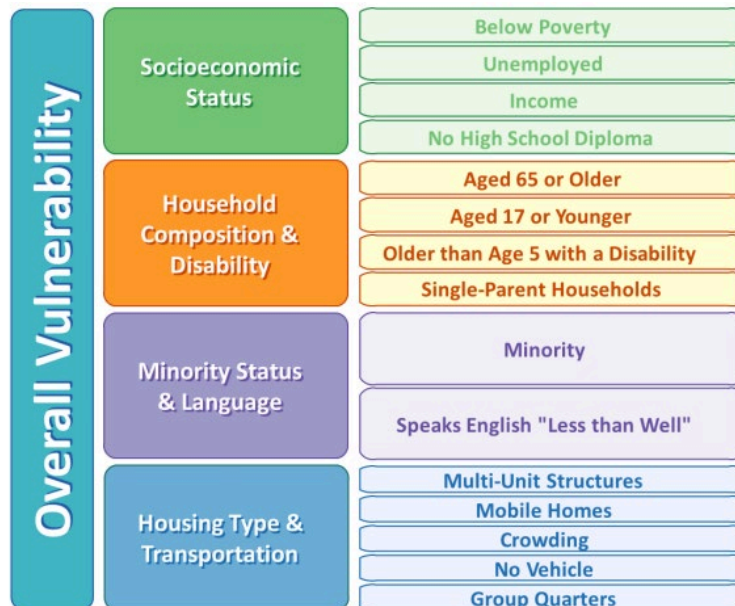 Overall Vulnerability
Socioeconomic
Status
Below Poverty
Unemployed
Income
No High School Diploma
Household
Composition &
Disability
Aged 65 or Older
Aged 17 or Younger
Older than Age 5 with a Disability
Single-Parent Households
Minority Status
& Language
Minority
Speaks English "Less than Well"
Housing Type &
Transportation
Multi-Unit Structures
Mobile Homes
Crowding
No Vehicle
Group Quarters